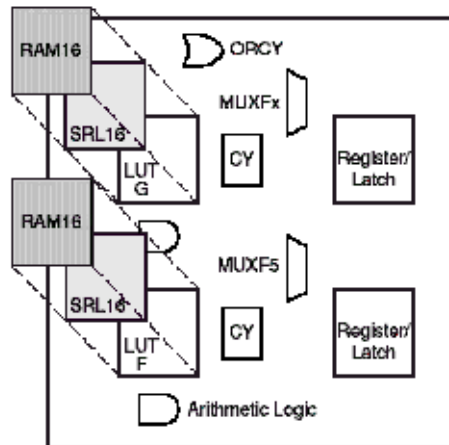 RAM16
ORCY
MUXFx
SRL16
LUT
G
CY
Register/
Latch
RAM16
MUXF5
SRL16
LUT
F
CY
Register/
Latch
Arithmetic Logic